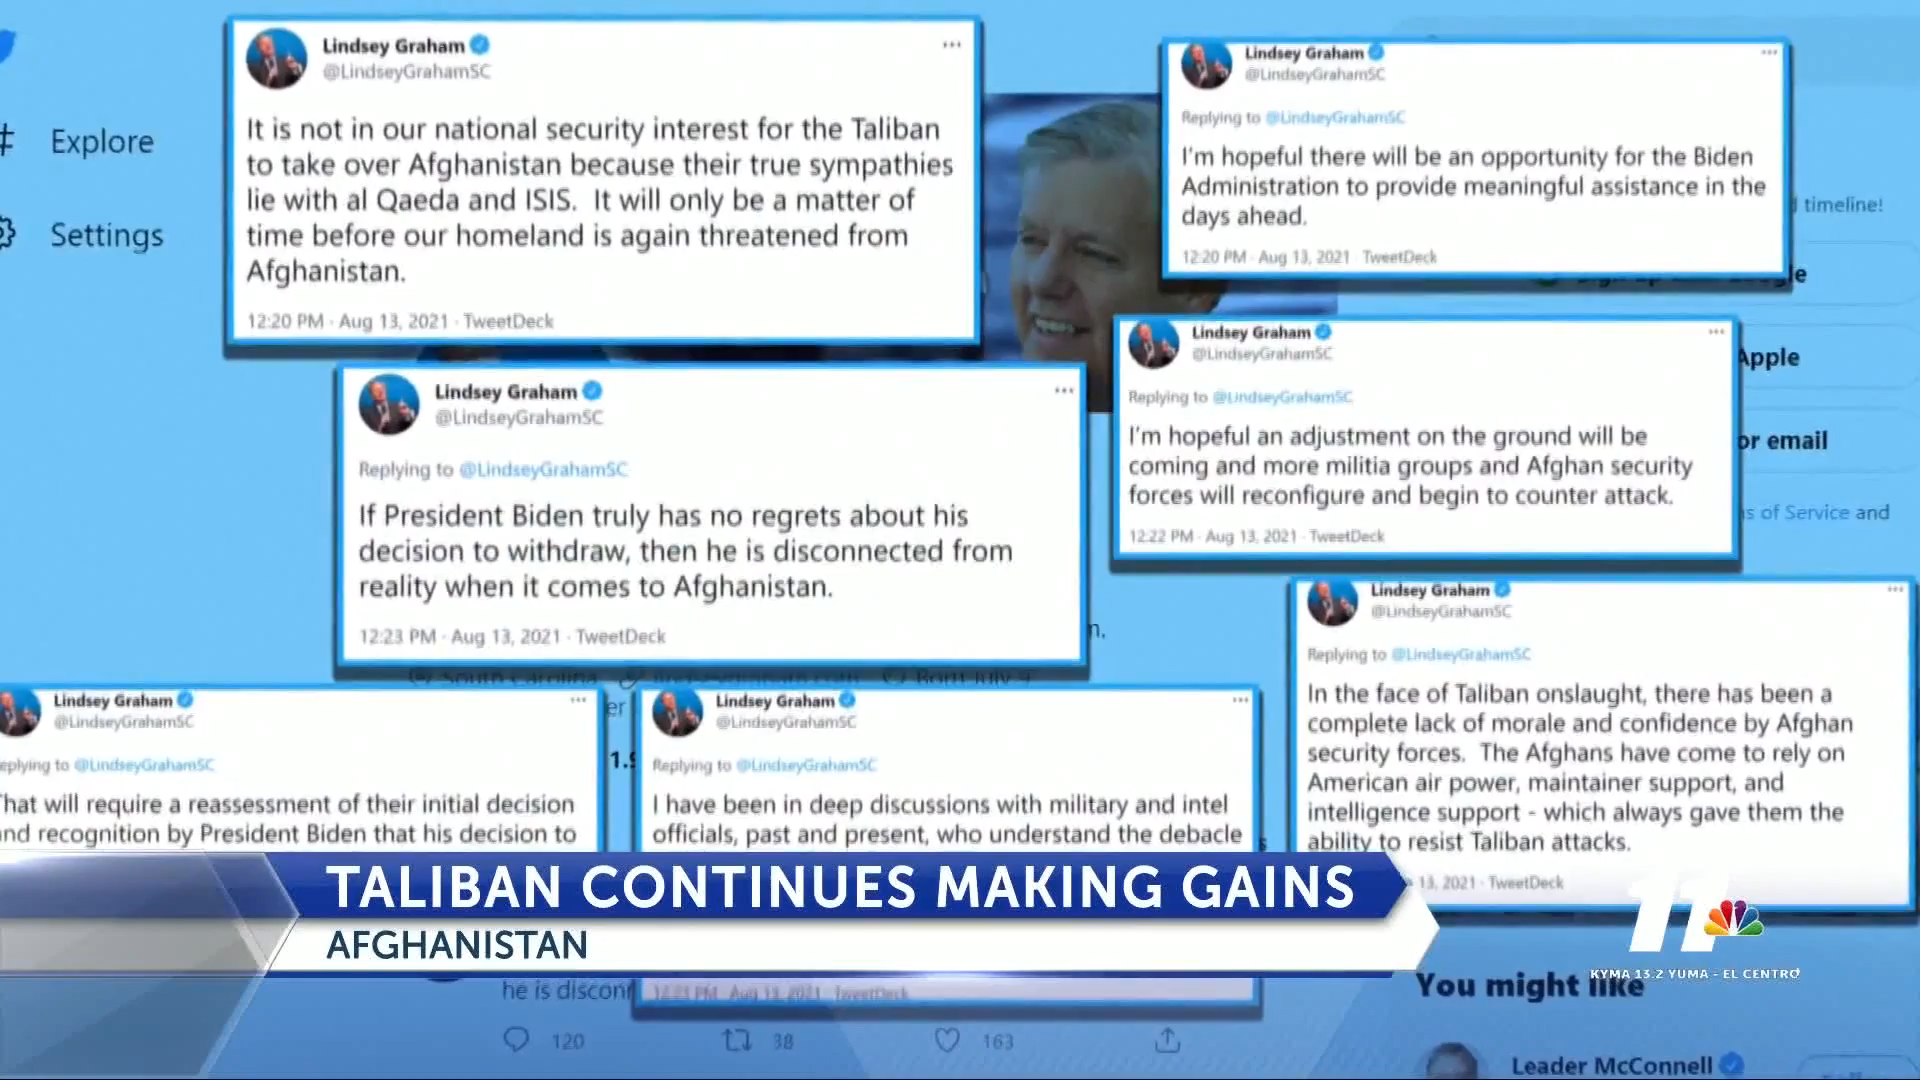 Explore
Settings
Lindsey Graham
@LindseyGrahamSC
It is not in our national security interest for the Taliban
to take over Afghanistan because their true sympathies
lie with al Qaeda and ISIS.  It will only be a matter of
time before our homeland is again threatened from
Afghanistan.
12:20 PM · Aug 13, 2021 · TweetDeck
Lindsey Graham
@LindseyGrahamSC
Replying to @LindseyGrahamSC
I'm hopeful there will be an opportunity for the Biden
Administration to provide meaningful assistance in the
days ahead.
12:20 PM · Aug 13, 2021 · TweetDeck
timeline!
Lindsey Graham
@LindseyGrahamSC
Replying to @LindseyGrahamSC
If President Biden truly has no regrets about his
decision to withdraw, then he is disconnected from
reality when it comes to Afghanistan.
12:23 PM · Aug 13, 2021 · TweetDeck
Lindsey Graham
@LindseyGrahamSC
Replying to @LindseyGrahamSC
I'm hopeful an adjustment on the ground will be
coming and more militia groups and Afghan security
forces will reconfigure and begin to counter attack.
12:22 PM · Aug 13, 2021 · TweetDeck
Apple
or email
of Service and
Lindsey Graham
@LindseyGrahamSC
Replying to @LindseyGrahamSC
In the face of Taliban onslaught, there has been a
complete lack of morale and confidence by Afghan
security forces.  The Afghans have come to rely on
American air power, maintainer support, and
intelligence support - which always gave them the
ability to resist Taliban attacks.
13, 2021 · TweetDeck
Lindsey Graham
@LindseyGrahamSC
eplying to @LindseyGrahamSC
hat will require a reassessment of their initial decision
nd recognition by President Biden that his decision to
Lindsey Graham
@LindseyGrahamSC
Replying to @LindseyGrahamSC
I have been in deep discussions with military and intel
officials, past and present, who understand the debacle
12:23 PM · Aug 13, 2021 · TweetDeck
TALIBAN CONTINUES MAKING GAINS
AFGHANISTAN
11
KYMA 13.2 YUMA - EL CENTRO
he is discon
120
38
163
You might like
Leader McConnell